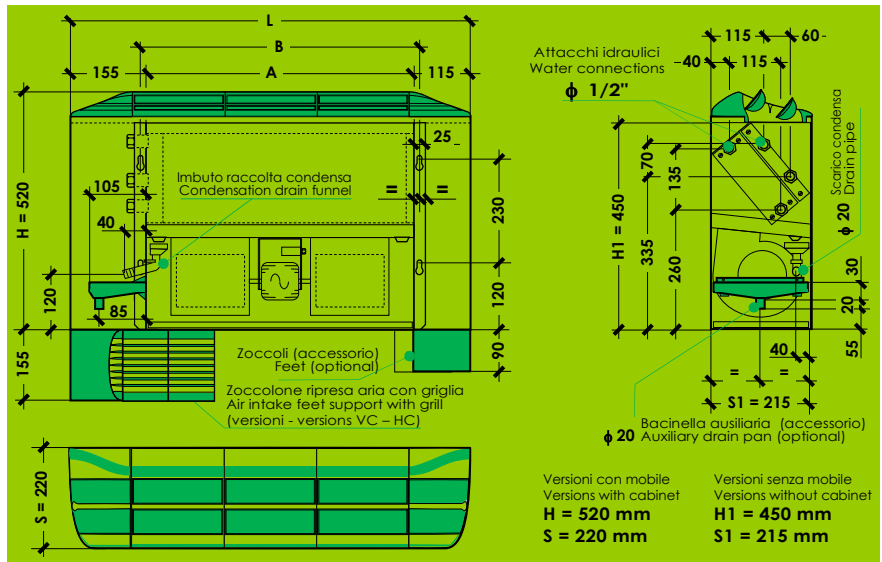 L
B
155
A
115
25
Imbuto raccolta condensa
Condensation drain funnel
105
40
=
=
H = 520
230
120
120
85
155
90
Zoccoli (accessorio)
Feet (optional)
Zoccolone ripresa aria con griglia
Air intake feet support with grill
(versioni - versions VC – HC)
S = 220
115
60
40
115
Attacchi idraulici
Water connections
ϕ 1/2"
70
135
H1 = 450
335
260
Scarico condensa
Drain pipe
ϕ 20
30
20
55
40
=
=
S1 = 215
Bacinella ausiliaria (accessorio)
ϕ 20 Auxiliary drain pan (optional)
Versioni con mobile
Versions with cabinet
H = 520 mm
S = 220 mm
Versioni senza mobile
Versions without cabinet
H1 = 450 mm
S1 = 215 mm